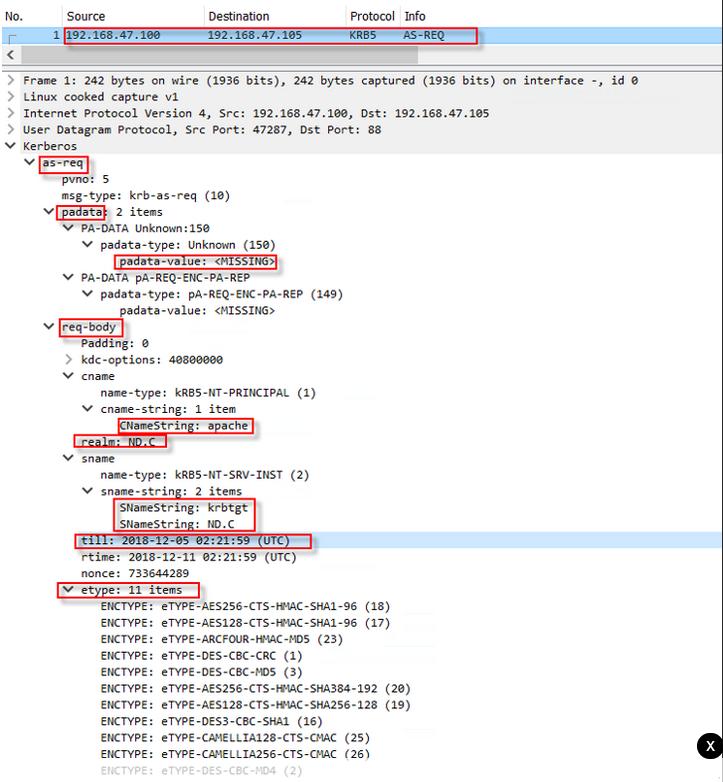 No. Source Destination Protocol Info
1 192.168.47.100 192.168.47.105 KRB5 AS-REQ
Frame 1: 242 bytes on wire (1936 bits), 242 bytes captured (1936 bits) on interface -, id 0
Linux cooked capture v1
Internet Protocol Version 4, Src: 192.168.47.100, Dst: 192.168.47.105
User Datagram Protocol, Src Port: 47287, Dst Port: 88
Kerberos
as-req
pvno: 5
msg-type: krb-as-req (10)
padata: 2 items
PA-DATA Unknown:150
padata-type: Unknown (150)
padata-value: <MISSING>
PA-DATA pA-REQ-ENC-PA-REP
padata-type: pA-REQ-ENC-PA-REP (149)
padata-value: <MISSING>
req-body
Padding: 0
kdc-options: 40800000
cname
name-type: kRB5-NT-PRINCIPAL (1)
cname-string: 1 item
CNameString: apache
realm: ND.C
sname
name-type: kRB5-NT-SRV-INST (2)
sname-string: 2 items
SNameString: krbtgt
SNameString: ND.C
till: 2018-12-05 02:21:59 (UTC)
rtime: 2018-12-11 02:21:59 (UTC)
nonce: 733644289
etype: 11 items
ENCTYPE: eTYPE-AES256-CTS-HMAC-SHA1-96 (18)
ENCTYPE: eTYPE-AES128-CTS-HMAC-SHA1-96 (17)
ENCTYPE: eTYPE-ARCFOUR-HMAC-MD5 (23)
ENCTYPE: eTYPE-DES-CBC-CRC (1)
ENCTYPE: eTYPE-DES-CBC-MD5 (3)
ENCTYPE: eTYPE-AES256-CTS-HMAC-SHA384-192 (20)
ENCTYPE: eTYPE-AES128-CTS-HMAC-SHA256-128 (19)
ENCTYPE: eTYPE-DES3-CBC-SHA1 (16)
ENCTYPE: eTYPE-CAMELLIA128-CTS-CMAC (25)
ENCTYPE: eTYPE-CAMELLIA256-CTS-CMAC (26)
ENCTYPE: eTYPE-DES-CBC-MD4 (2)
X